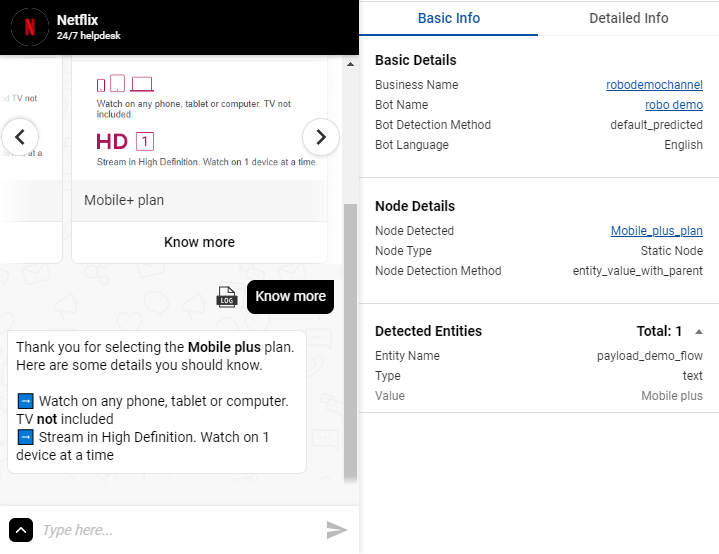 Netflix
24/7 helpdesk
nd TV not
at a
Watch on any phone, tablet or computer. TV not
included.
HD 1
Stream in High Definition. Watch on 1 device at a time.
Mobile+ plan
Know more
LOG
Know more
Thank you for selecting the Mobile plus plan.
Here are some details you should know.
➡ Watch on any phone, tablet or computer.
TV not included
➡ Stream in High Definition. Watch on 1
device at a time
Type here...
Basic Info
Detailed Info
Basic Details
Business Name robodemochannel
Bot Name robo demo
Bot Detection Method default_predicted
Bot Language English
Node Details
Node Detected Mobile_plus_plan
Node Type Static Node
Node Detection Method entity_value_with_parent
Detected Entities Total: 1
Entity Name payload_demo_flow
Type text
Value Mobile plus